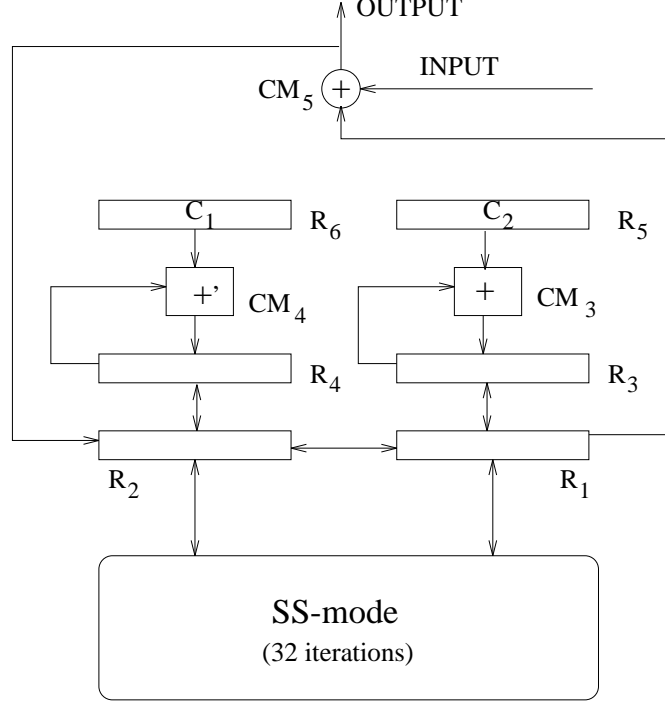 OUTPUT
INPUT
CM5
+
C1
R6
C2
R5
+’
CM4
+
CM3
R4
R3
R2
R1
SS-mode
(32 iterations)